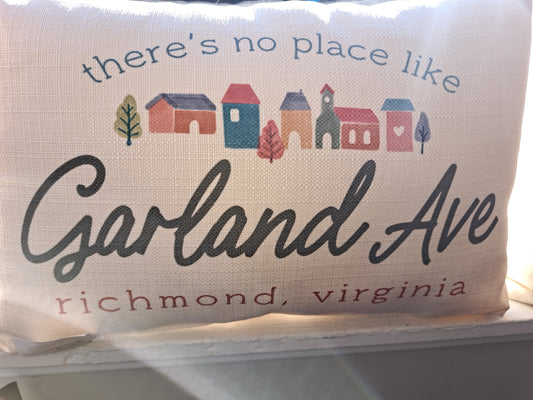 there's no place like
Garland Ave
richmond, virginia